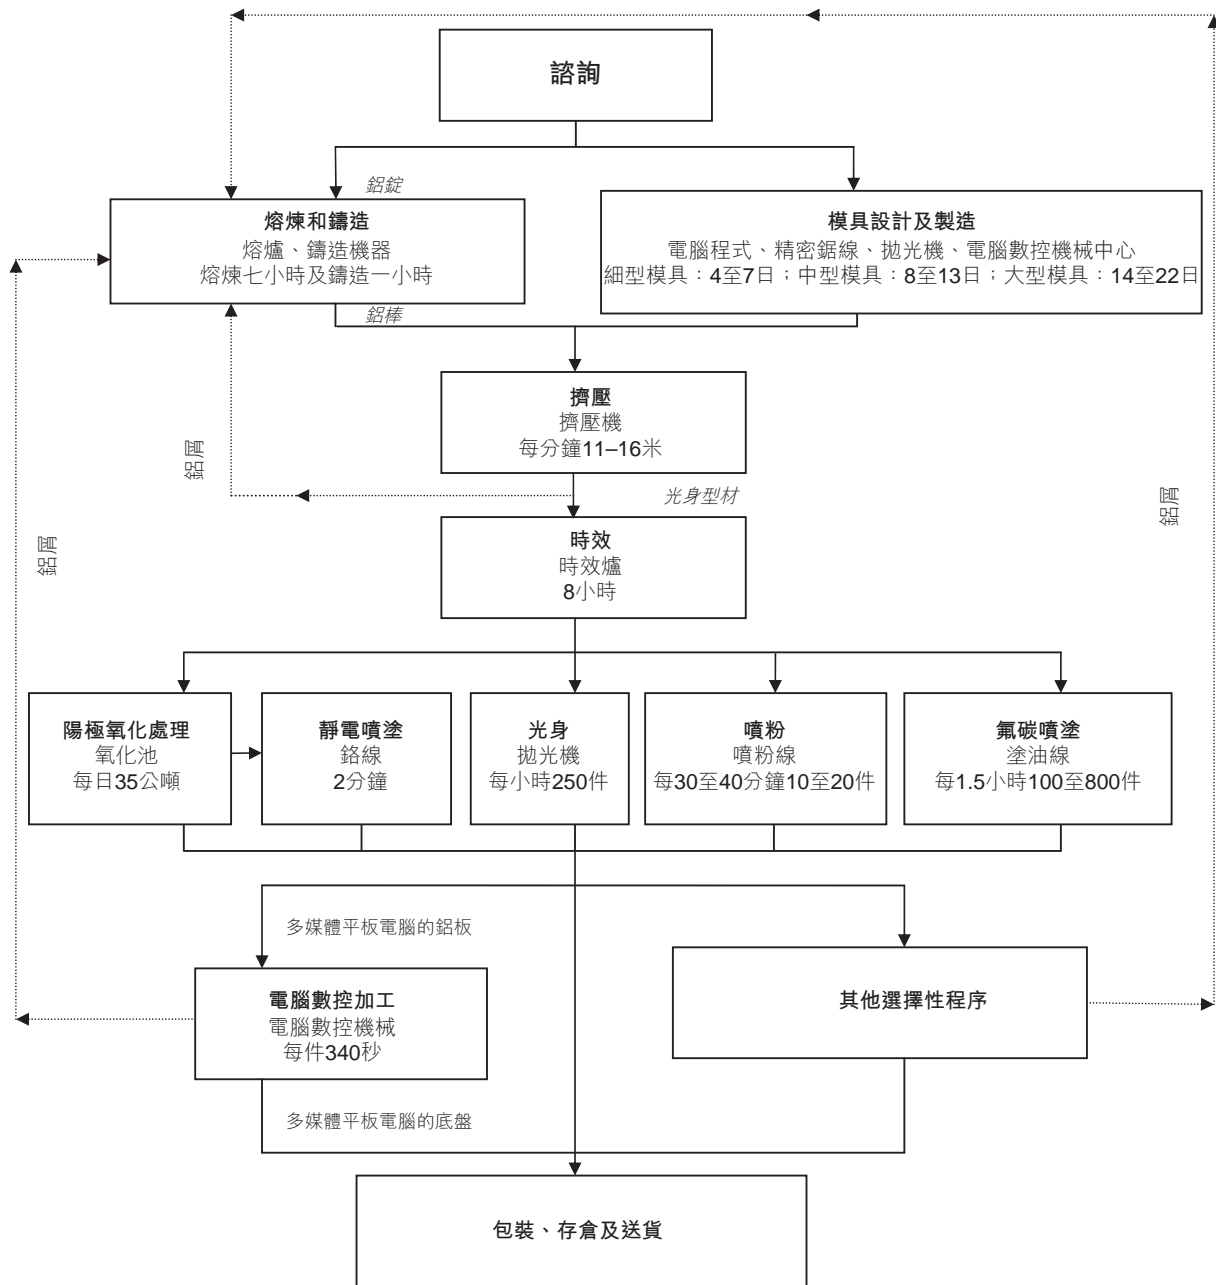 諮詢
鋁錠
熔煉和鑄造
熔爐、鑄造機器
熔煉七小時及鑄造一小時
模具設計及製造
電腦程式、精密鋸線、拋光機、電腦數控機械中心
細型模具：4至7日；中型模具：8至13日；大型模具：14至22日
鋁棒
擠壓
擠壓機
每分鐘11–16米
鋁屑
光身型材
鋁屑
鋁屑
時效
時效爐
8小時
陽極氧化處理
氧化池
每日35公噸
靜電噴塗
鉻線
2分鐘
光身
拋光機
每小時250件
噴粉
噴粉線
每30至40分鐘10至20件
氟碳噴塗
塗油線
每1.5小時100至800件
多媒體平板電腦的鋁板
電腦數控加工
電腦數控機械
每件340秒
其他選擇性程序
多媒體平板電腦的底盤
包裝、存倉及送貨